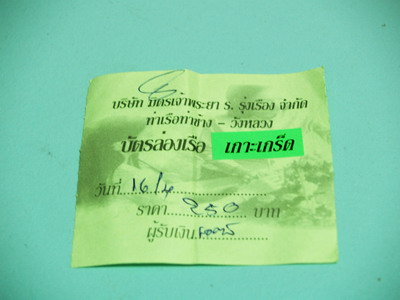 บริษัท มิตรเจ้าพระยา ร. รุ่งเรือง จำกัด
ท่าเรือท่าช้าง - วังหลวง
บัตรล่องเรือ เกาะเกร็ด
วันที่ 16/4
ราคา 250 บาท
ผู้รับเงิน